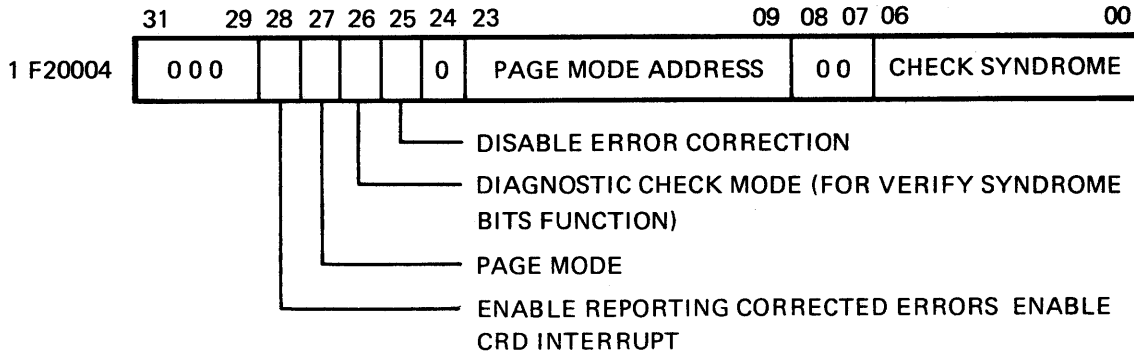 31 29 28 27 26 25 24 23 09 08 07 06 00
1 F20004 0 0 0 0 PAGE MODE ADDRESS 0 0 CHECK SYNDROME
DISABLE ERROR CORRECTION
DIAGNOSTIC CHECK MODE (FOR VERIFY SYNDROME
BITS FUNCTION)
PAGE MODE
ENABLE REPORTING CORRECTED ERRORS ENABLE
CRD INTERRUPT